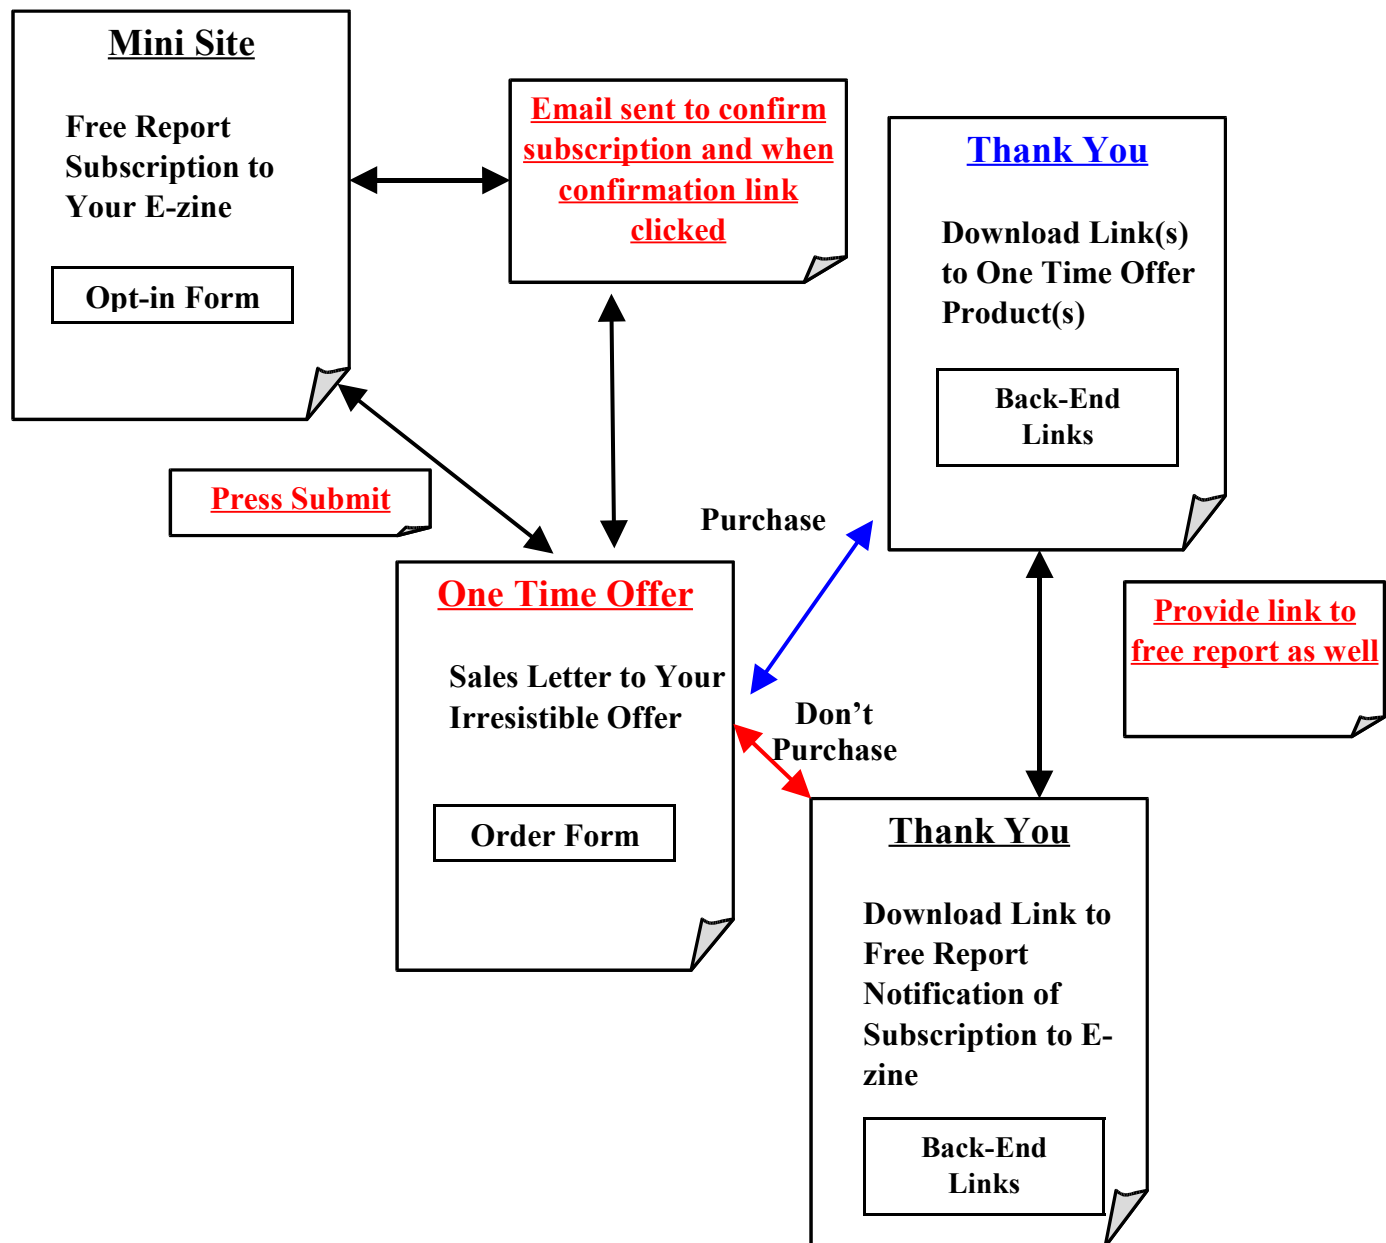 Mini Site
Free Report
Subscription to
Your E-zine
Opt-in Form
Email sent to confirm
subscription and when
confirmation link
clicked
Thank You
Download Link(s)
to One Time Offer
Product(s)
Back-End
Links
Press Submit
Purchase
One Time Offer
Sales Letter to Your
Irresistible Offer
Order Form
Don’t
Purchase
Provide link to
free report as well
Thank You
Download Link to
Free Report
Notification of
Subscription to E-
zine
Back-End
Links